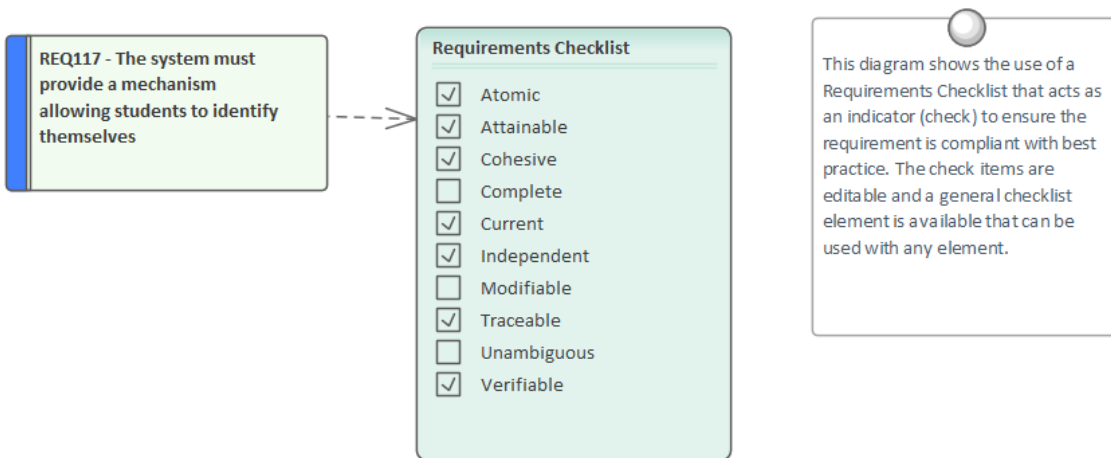 REQ117 - The system must
provide a mechanism
allowing students to identify
themselves
Requirements Checklist
Atomic
Attainable
Cohesive
Complete
Current
Independent
Modifiable
Traceable
Unambiguous
Verifiable
This diagram shows the use of a
Requirements Checklist that acts as
an indicator (check) to ensure the
requirement is compliant with best
practice. The check items are
editable and a general checklist
element is available that can be
used with any element.